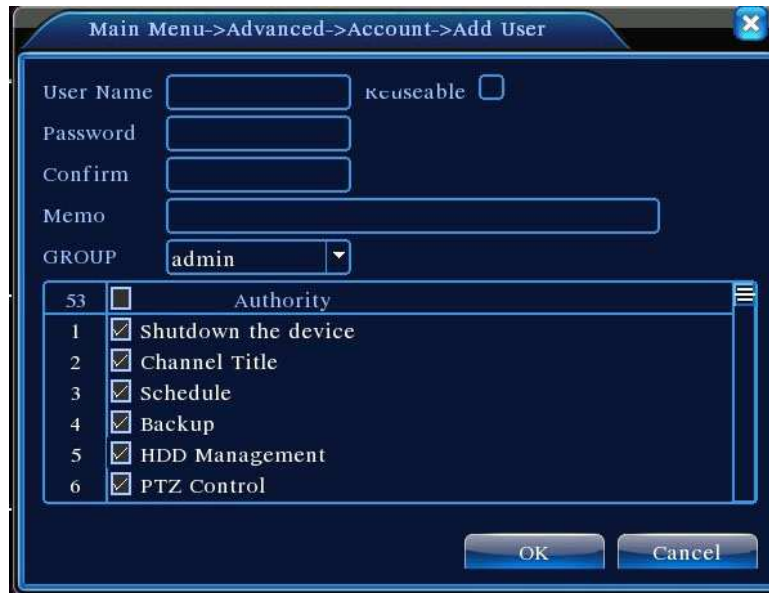 Main Menu->Advanced->Account->Add User
User Name Reuseable
Password
Confirm
Memo
GROUP admin
53 Authority
1 Shutdown the device
2 Channel Title
3 Schedule
4 Backup
5 HDD Management
6 PTZ Control
OK Cancel